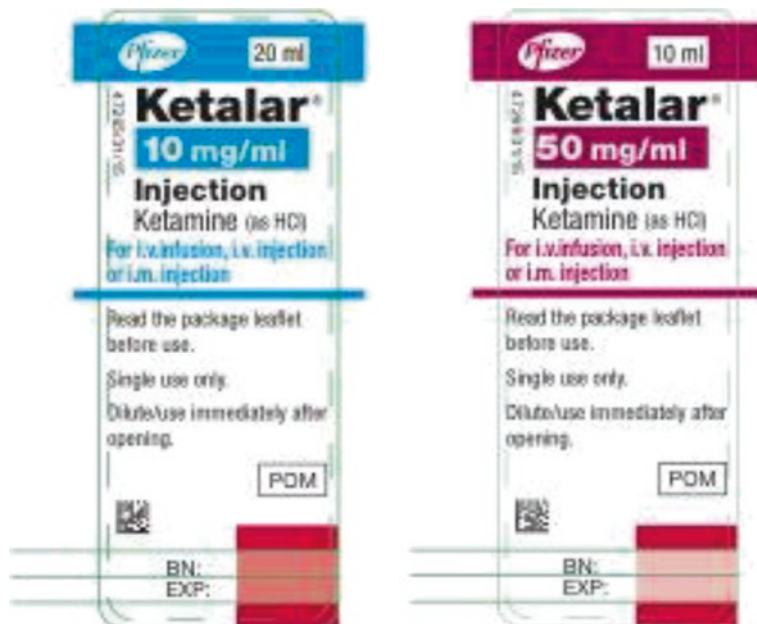 Pfizer
20 ml
Ketalar®
10 mg/ml
Injection
Ketamine (as HCl)
For i.v.infusion, i.v. injection
or i.m. injection
Read the package leaflet
before use.
Single use only.
Dilute/use immediately after
opening.
POM
BN:
EXP:
Pfizer
10 ml
Ketalar®
50 mg/ml
Injection
Ketamine (as HCl)
For i.v.infusion, i.v. injection
or i.m. injection
Read the package leaflet
before use.
Single use only.
Dilute/use immediately after
opening.
POM
BN:
EXP: